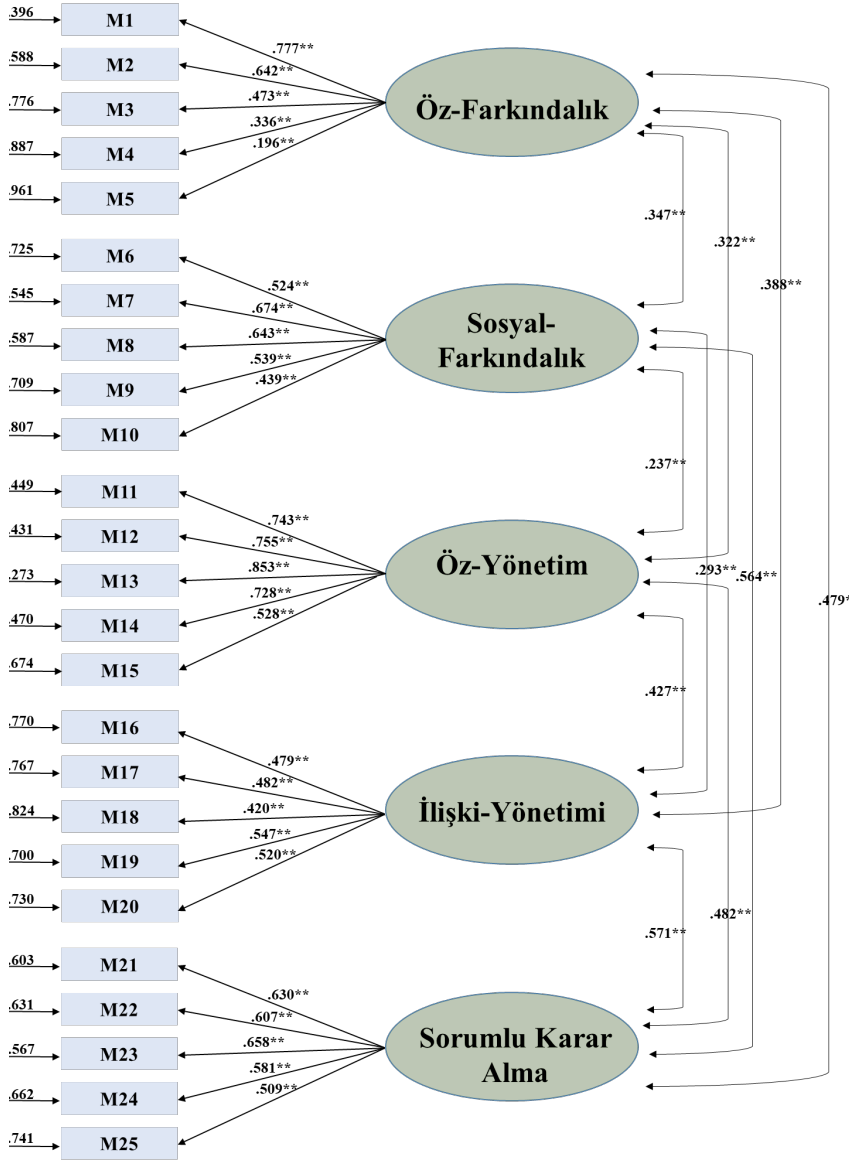 .396
M1
.777**
.588
M2
.642**
.776
M3
.473**
.887
M4
.336**
.961
M5
.196**
Öz-Farkındalık
.347**
.322**
.388**
.725
M6
.524**
.545
M7
.674**
.587
M8
.643**
.709
M9
.539**
.807
M10
.439**
Sosyal-
Farkındalık
.237**
.449
M11
.743**
.431
M12
.755**
.273
M13
.853**
.470
M14
.728**
.674
M15
.528**
Öz-Yönetim
.293**
.564**
.479*
.427**
.770
M16
.479**
.767
M17
.482**
.824
M18
.420**
.700
M19
.547**
.730
M20
.520**
İlişki-Yönetimi
.571**
.482**
.603
M21
.630**
.631
M22
.607**
.567
M23
.658**
.662
M24
.581**
.741
M25
.509**
Sorumlu Karar
Alma